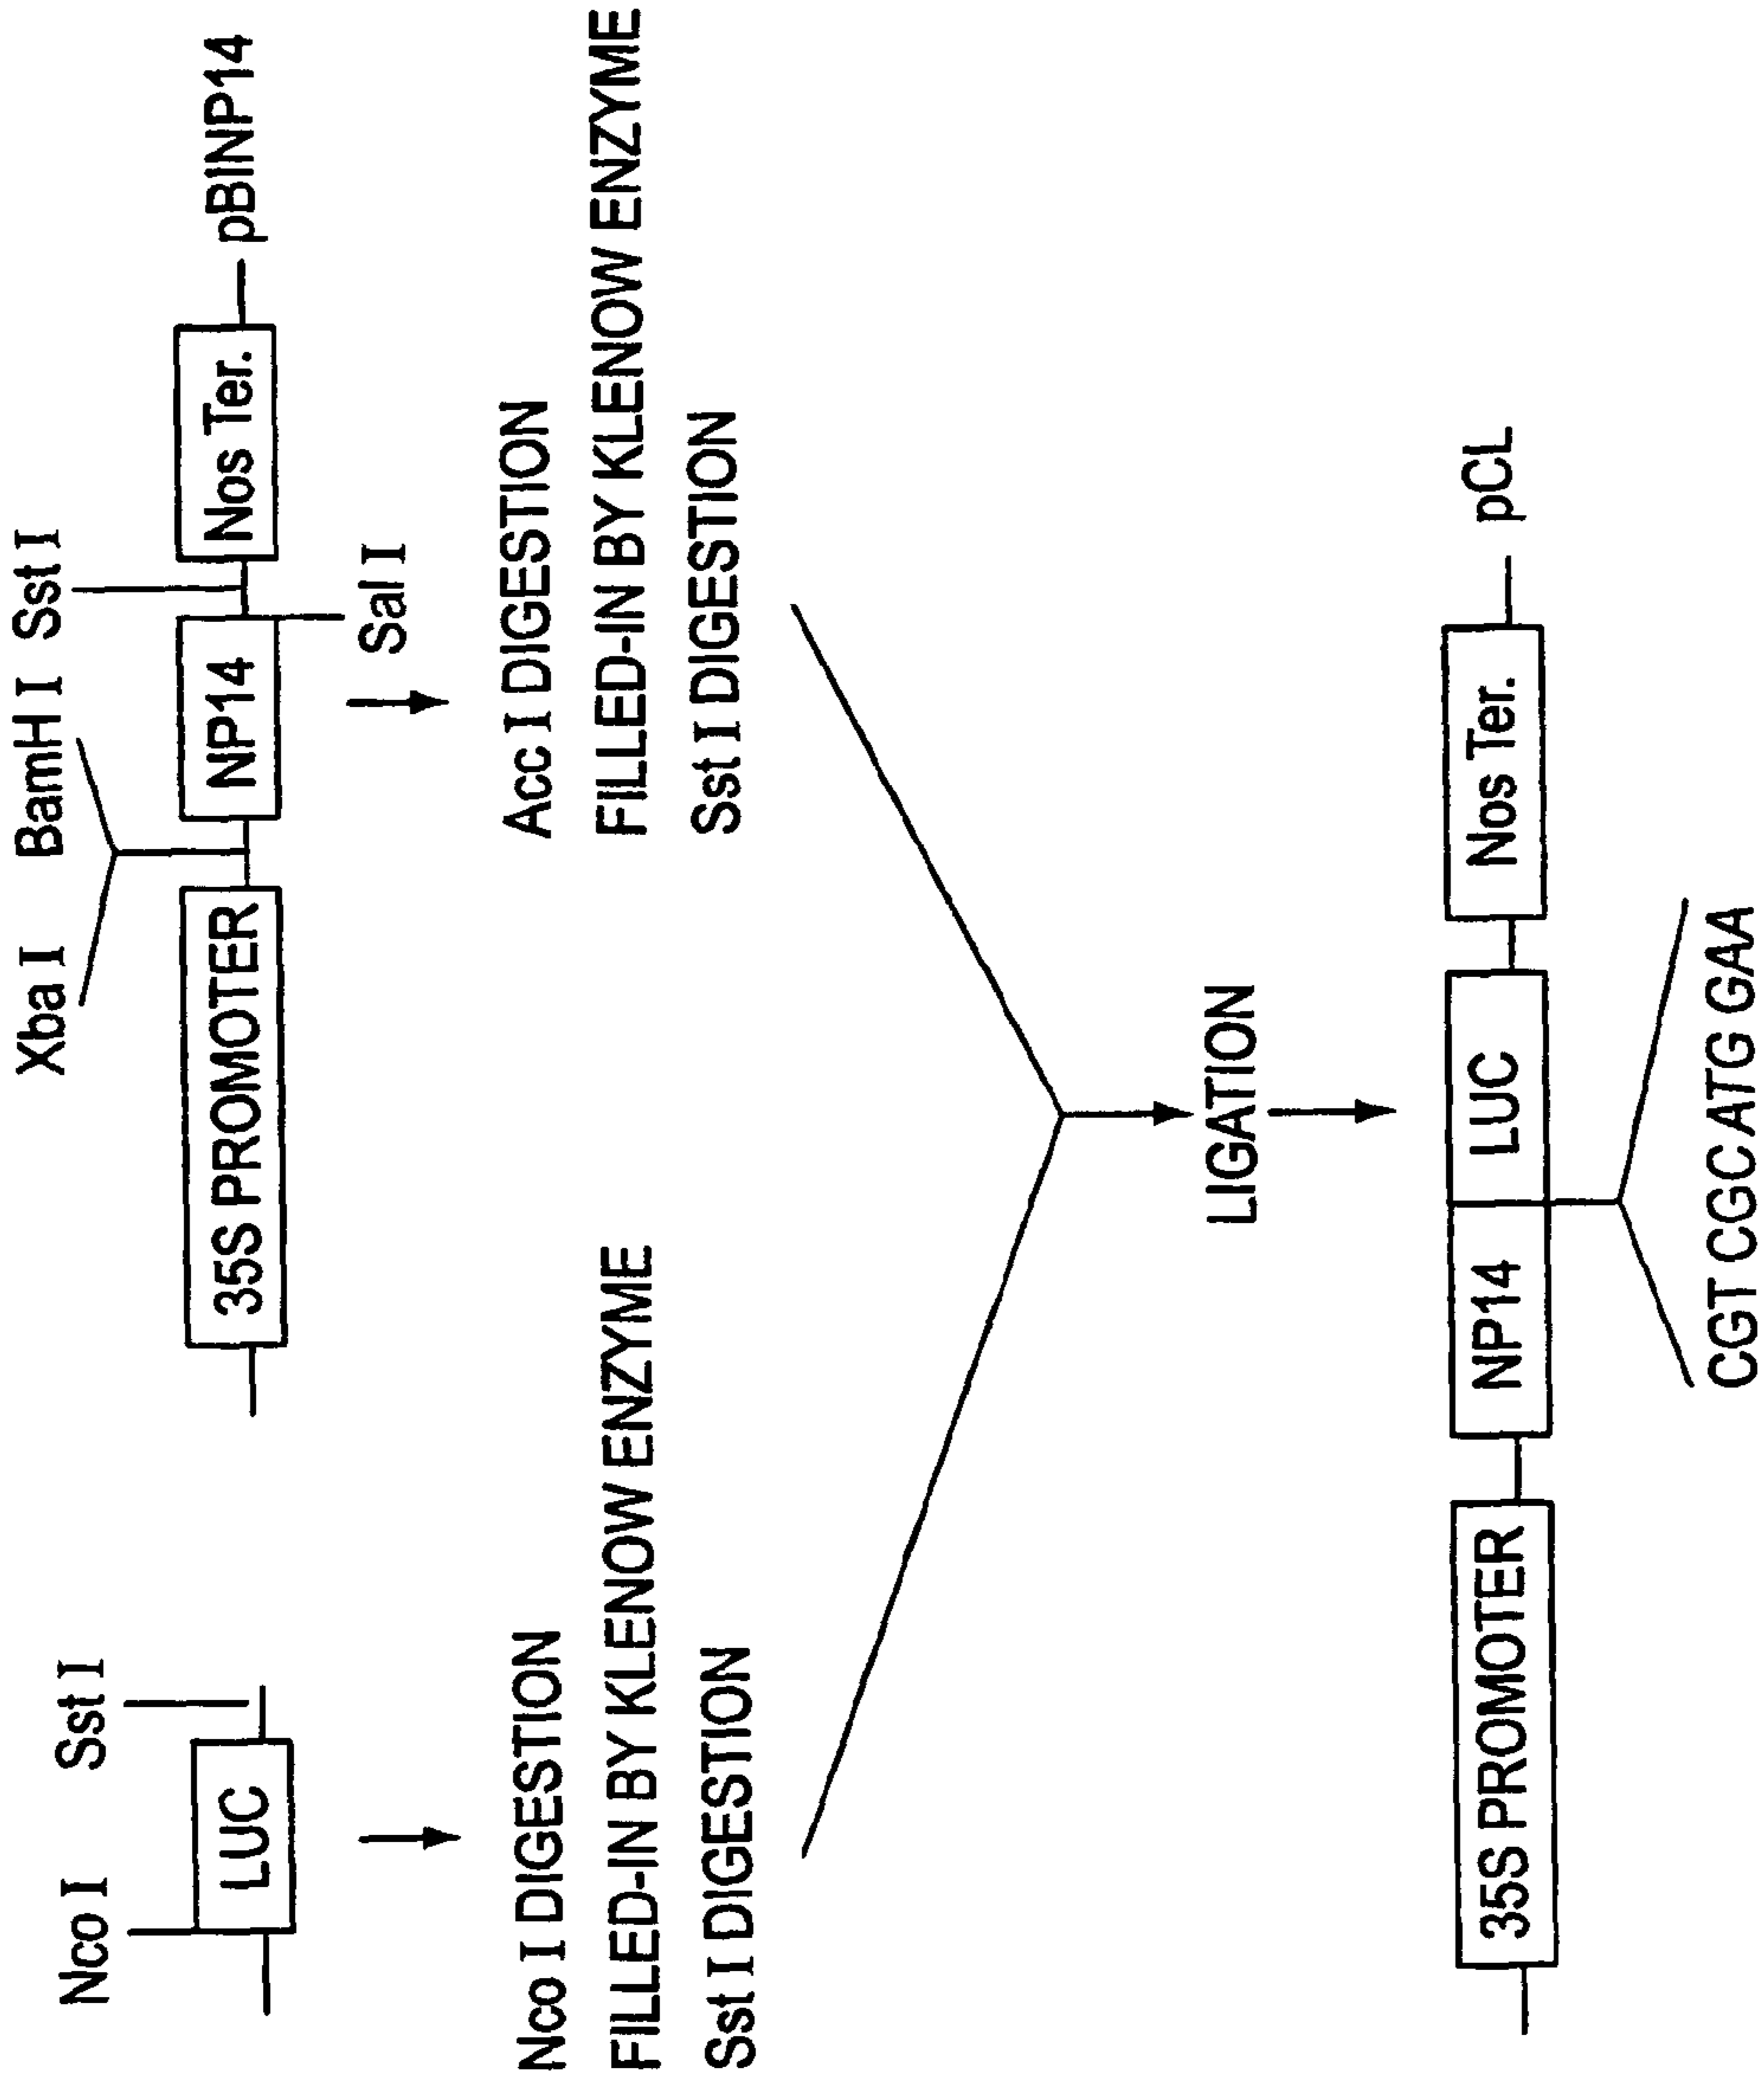 Nco I Sst I
LUC
Nco I DIGESTION
FILLED-IN BY KLENOW ENZYME
Sst I DIGESTION
Xba I BamH I Sst I
35S PROMOTER NP14 Nos Ter. pBINP14
Sal I
Acc I DIGESTION
FILLED-IN BY KLENOW ENZYME
Sst I DIGESTION
LIGATION
35S PROMOTER NP14 LUC Nos Ter. pCL
CGT CGC ATG GAA